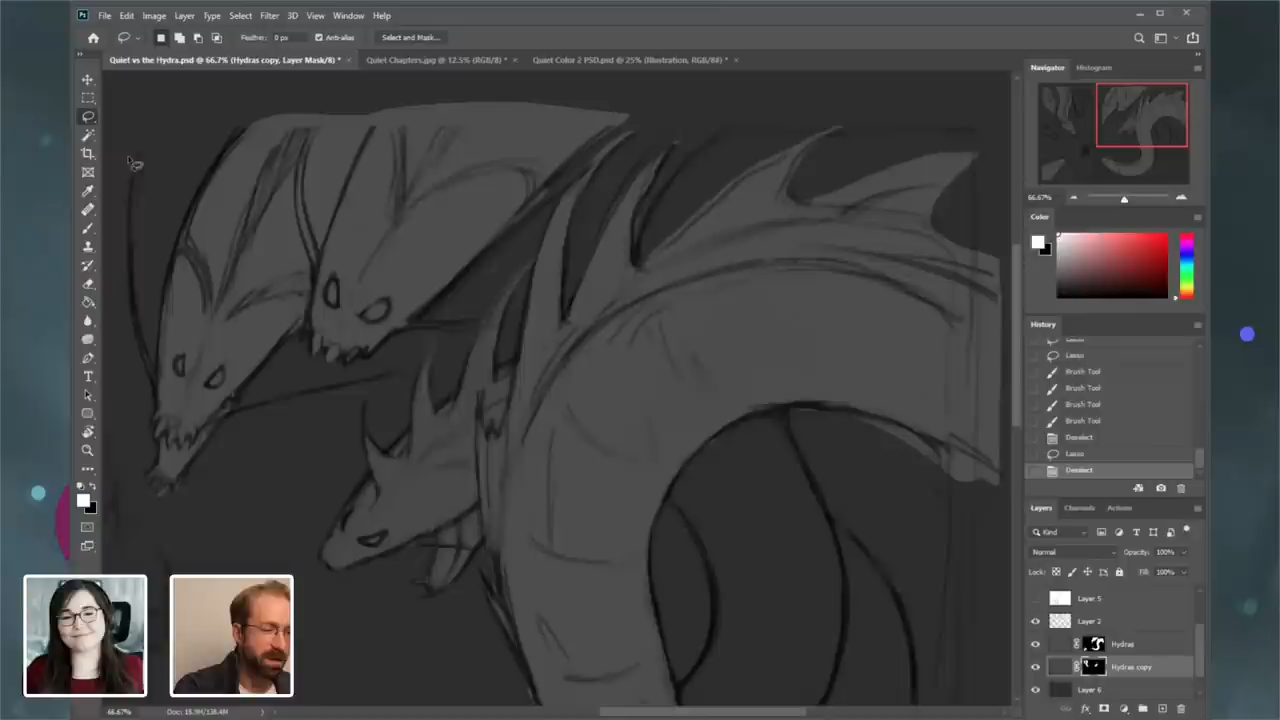 File Edit Image Layer Type Select Filter 3D View Window Help
Feather: 0 px Anti-alias Select and Mask...
Quiet vs the Hydra.psd @ 66.7% (Hydras copy, Layer Mask/8) * Quiet Chapters.jpg @ 12.5% (RGB/8) * Quiet Color 2 PSD.psd @ 25% (Illustration, RGB/8#) *
Navigator Histogram
66.67%
Color
History
Lasso
Lasso
Brush Tool
Brush Tool
Brush Tool
Brush Tool
Deselect
Lasso
Deselect
Layers Channels Actions
Kind
Normal Opacity: 100%
Lock: Fill: 100%
Layer 5
Layer 2
Hydras
Hydras copy
Layer 6
66.67%